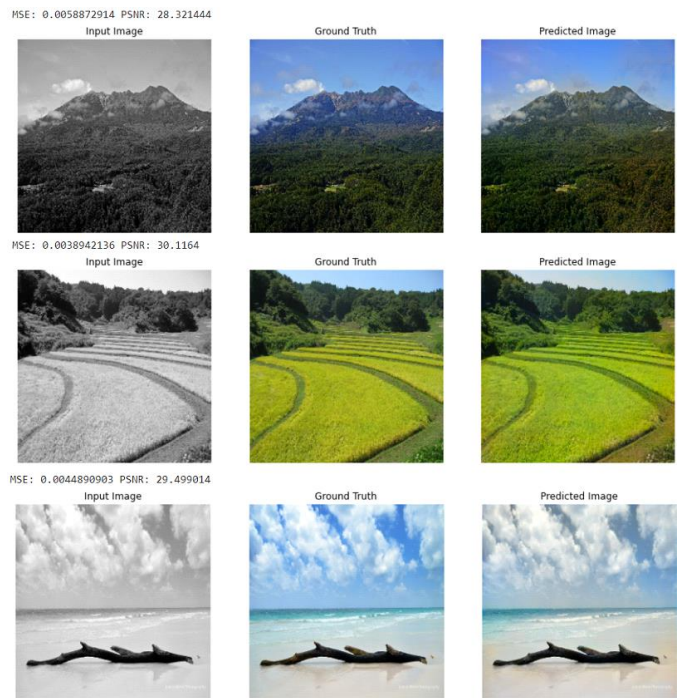 MSE: 0.0058872914 PSNR: 28.321444
Input Image
Ground Truth
Predicted Image
MSE: 0.0038942136 PSNR: 30.1164
Input Image
Ground Truth
Predicted Image
MSE: 0.0044890903 PSNR: 29.499014
Input Image
Ground Truth
Predicted Image